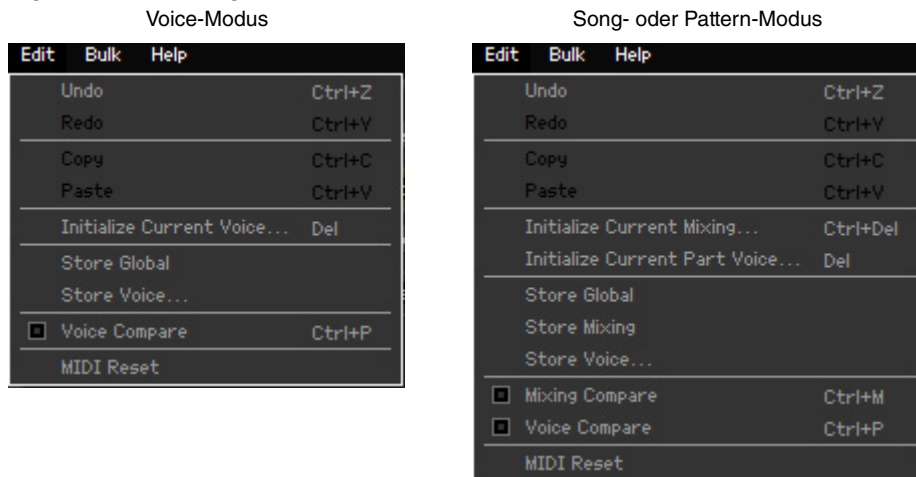 Voice-Modus
Edit Bulk Help
Undo Ctrl+Z
Redo Ctrl+Y
Copy Ctrl+C
Paste Ctrl+V
Initialize Current Voice... Del
Store Global
Store Voice...
Voice Compare Ctrl+P
MIDI Reset
Song- oder Pattern-Modus
Edit Bulk Help
Undo Ctrl+Z
Redo Ctrl+Y
Copy Ctrl+C
Paste Ctrl+V
Initialize Current Mixing... Ctrl+Del
Initialize Current Part Voice... Del
Store Global
Store Mixing
Store Voice...
Mixing Compare Ctrl+M
Voice Compare Ctrl+P
MIDI Reset